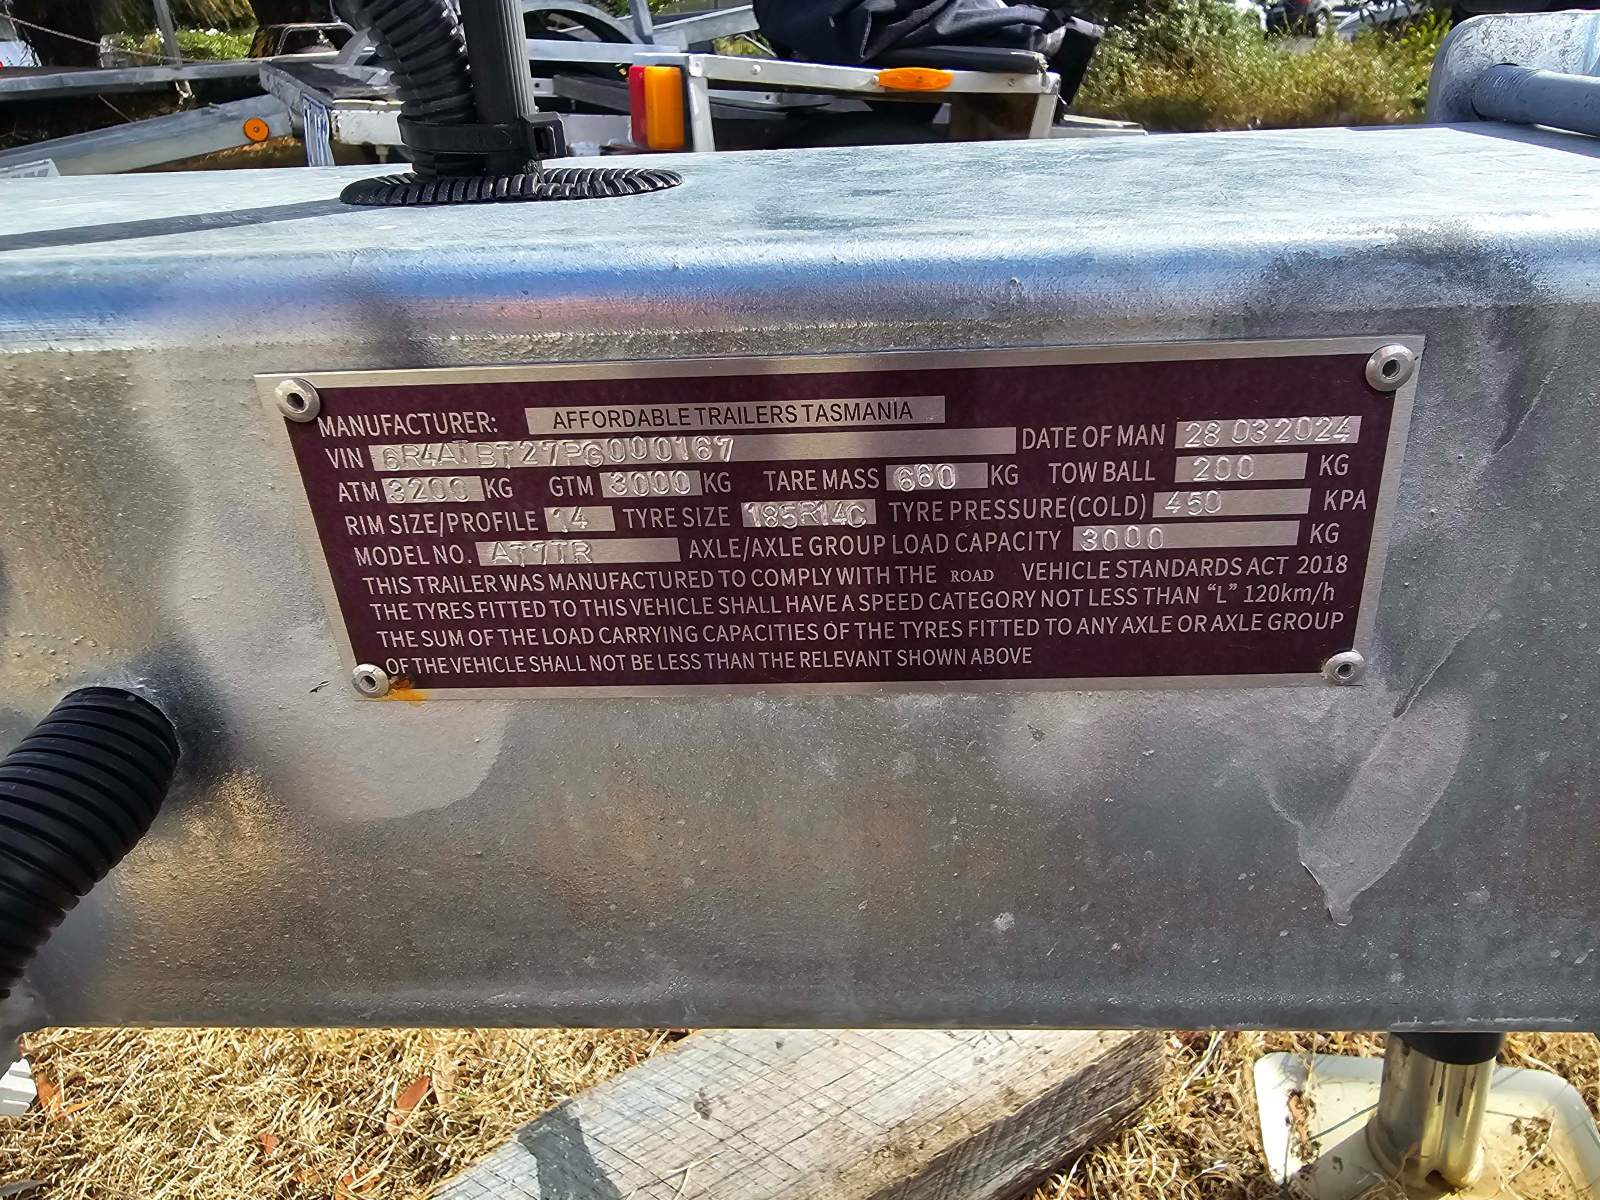 MANUFACTURER: AFFORDABLE TRAILERS TASMANIA
VIN 6R4ATBT27PG000167 DATE OF MAN 28 03 2024
ATM 3200 KG GTM 3000 KG TARE MASS 660 KG TOW BALL 200 KG
RIM SIZE/PROFILE 14 TYRE SIZE 185R14C TYRE PRESSURE(COLD) 450 KPA
MODEL NO. AT7TR AXLE/AXLE GROUP LOAD CAPACITY 3000 KG
THIS TRAILER WAS MANUFACTURED TO COMPLY WITH THE ROAD VEHICLE STANDARDS ACT 2018
THE TYRES FITTED TO THIS VEHICLE SHALL HAVE A SPEED CATEGORY NOT LESS THAN “L” 120km/h
THE SUM OF THE LOAD CARRYING CAPACITIES OF THE TYRES FITTED TO ANY AXLE OR AXLE GROUP
OF THE VEHICLE SHALL NOT BE LESS THAN THE RELEVANT SHOWN ABOVE